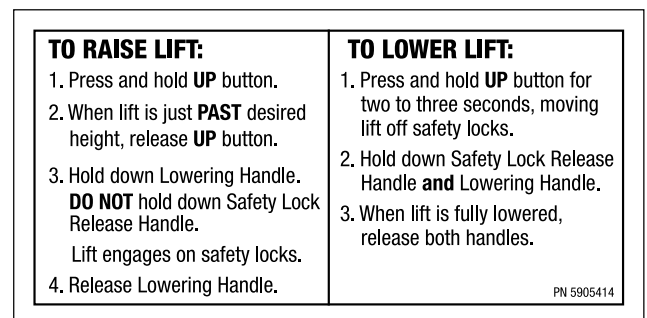 TO RAISE LIFT:
1. Press and hold UP button.
2. When lift is just PAST desired
height, release UP button.
3. Hold down Lowering Handle.
DO NOT hold down Safety Lock
Release Handle.
Lift engages on safety locks.
4. Release Lowering Handle.
TO LOWER LIFT:
1. Press and hold UP button for
two to three seconds, moving
lift off safety locks.
2. Hold down Safety Lock Release
Handle and Lowering Handle.
3. When lift is fully lowered,
release both handles.
PN 5905414